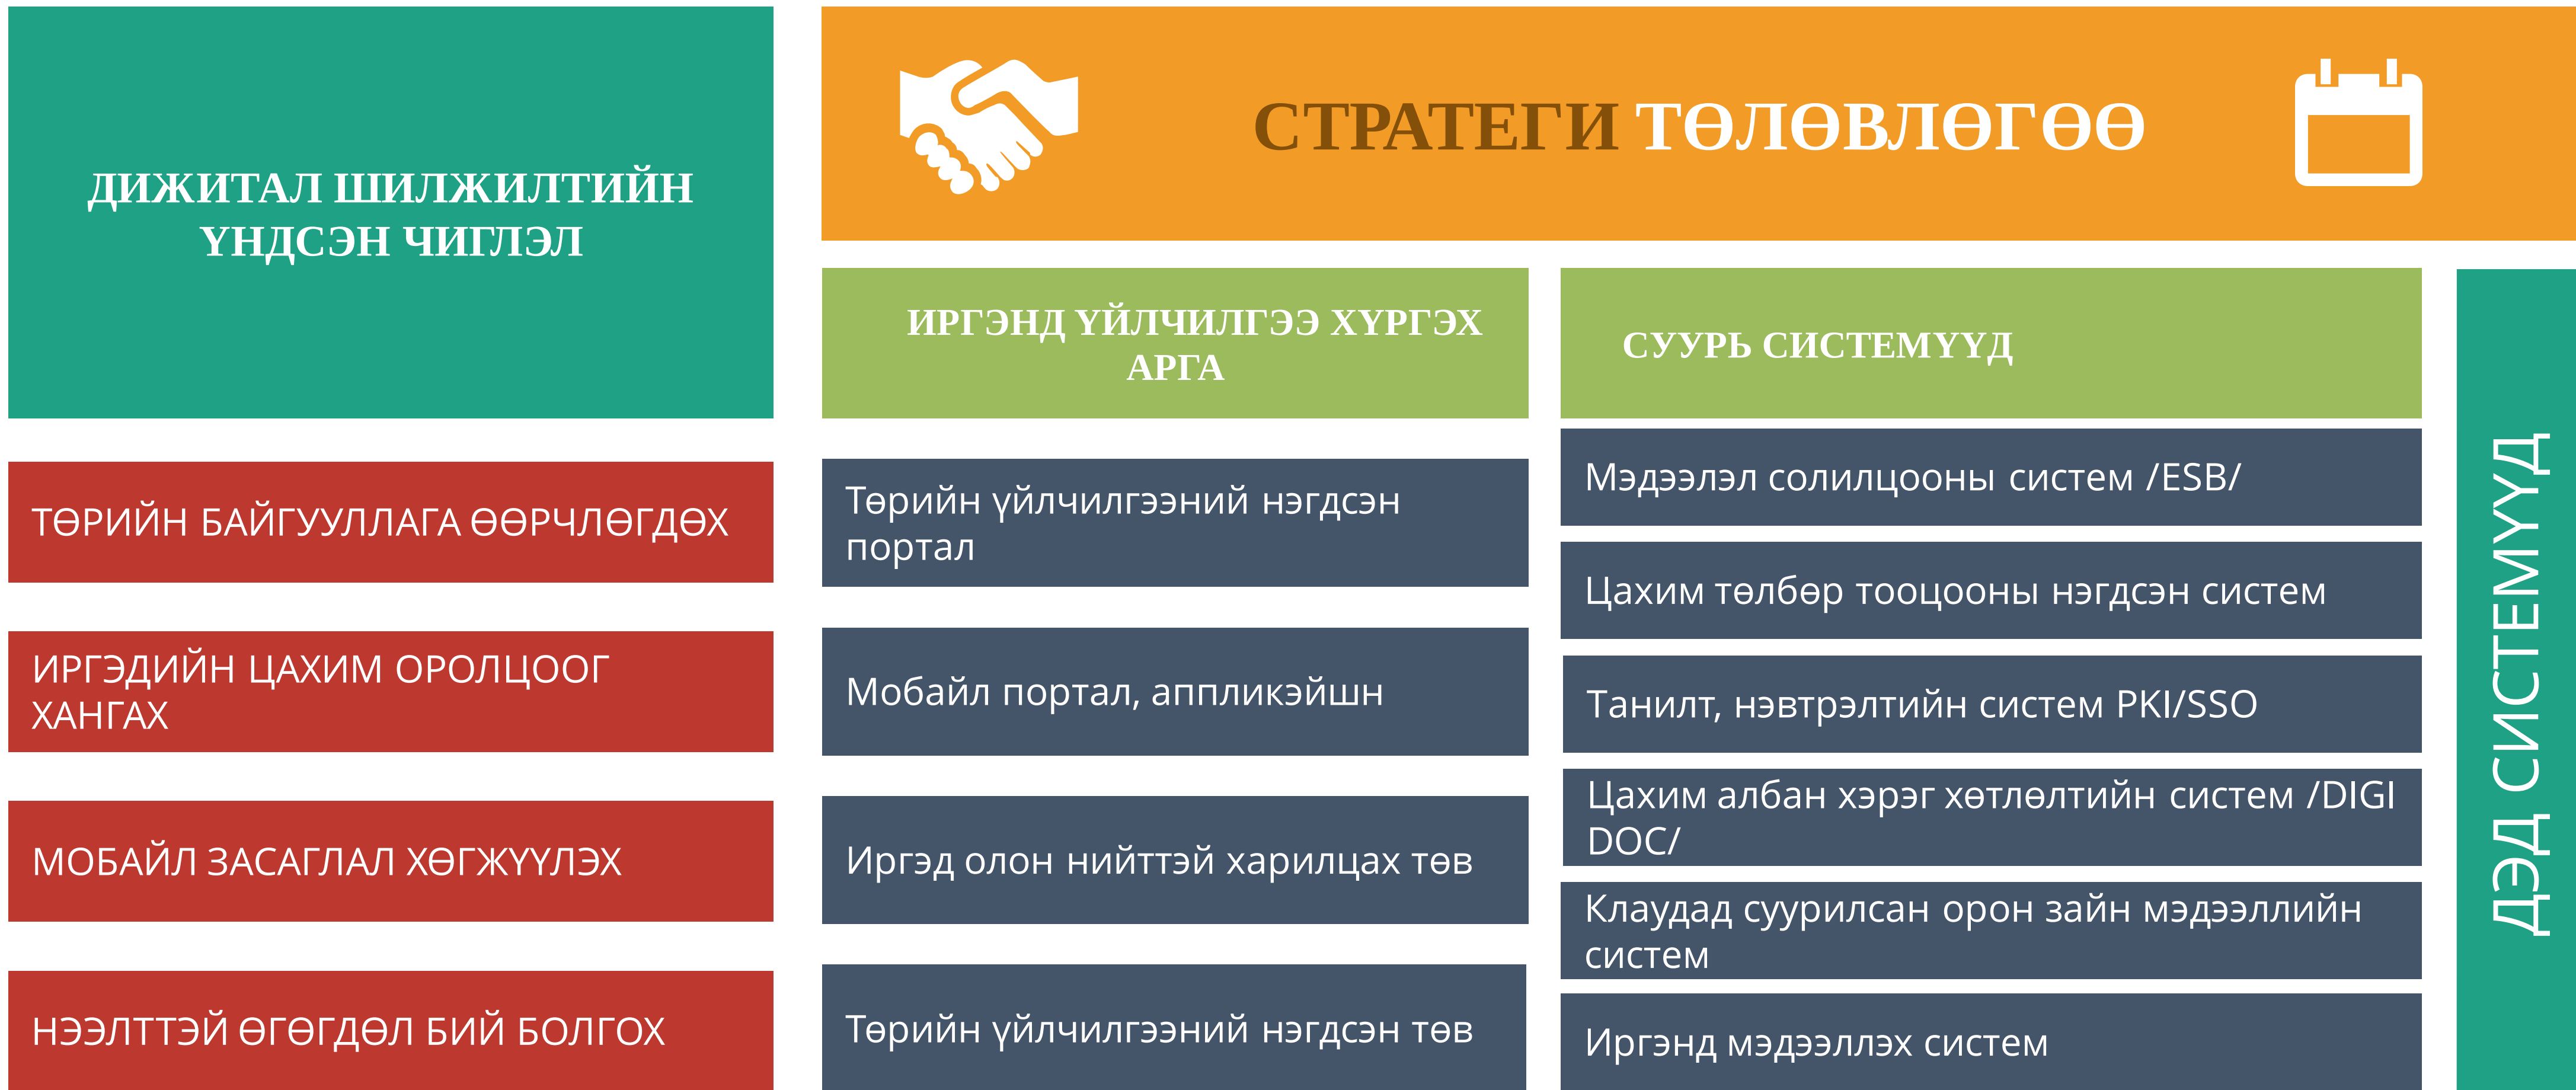 ДИЖИТАЛ ШИЛЖИЛТИЙН
ҮНДСЭН ЧИГЛЭЛ
ТӨРИЙН БАЙГУУЛЛАГА ӨӨРЧЛӨГДӨХ
ИРГЭДИЙН ЦАХИМ ОРОЛЦООГ
ХАНГАХ
МОБАЙЛ ЗАСАГЛАЛ ХӨГЖҮҮЛЭХ
НЭЭЛТТЭЙ ӨГӨГДӨЛ БИЙ БОЛГОХ
СТРАТЕГИ ТӨЛӨВЛӨГӨӨ
ИРГЭНД ҮЙЛЧИЛГЭЭ ХҮРГЭХ
АРГА
Төрийн үйлчилгээний нэгдсэн
портал
Мобайл портал, аппликэйшн
Иргэд олон нийттэй харилцах төв
Төрийн үйлчилгээний нэгдсэн төв
СУУРЬ СИСТЕМҮҮД
Мэдээлэл солилцооны систем /ESB/
Цахим төлбөр тооцооны нэгдсэн систем
Танилт, нэвтрэлтийн систем PKI/SSO
Цахим албан хэрэг хөтлөлтийн систем /DIGI
DOC/
Клаудад суурилсан орон зайн мэдээллийн
систем
Иргэнд мэдээллэх систем
ДЭД СИСТЕМҮҮД